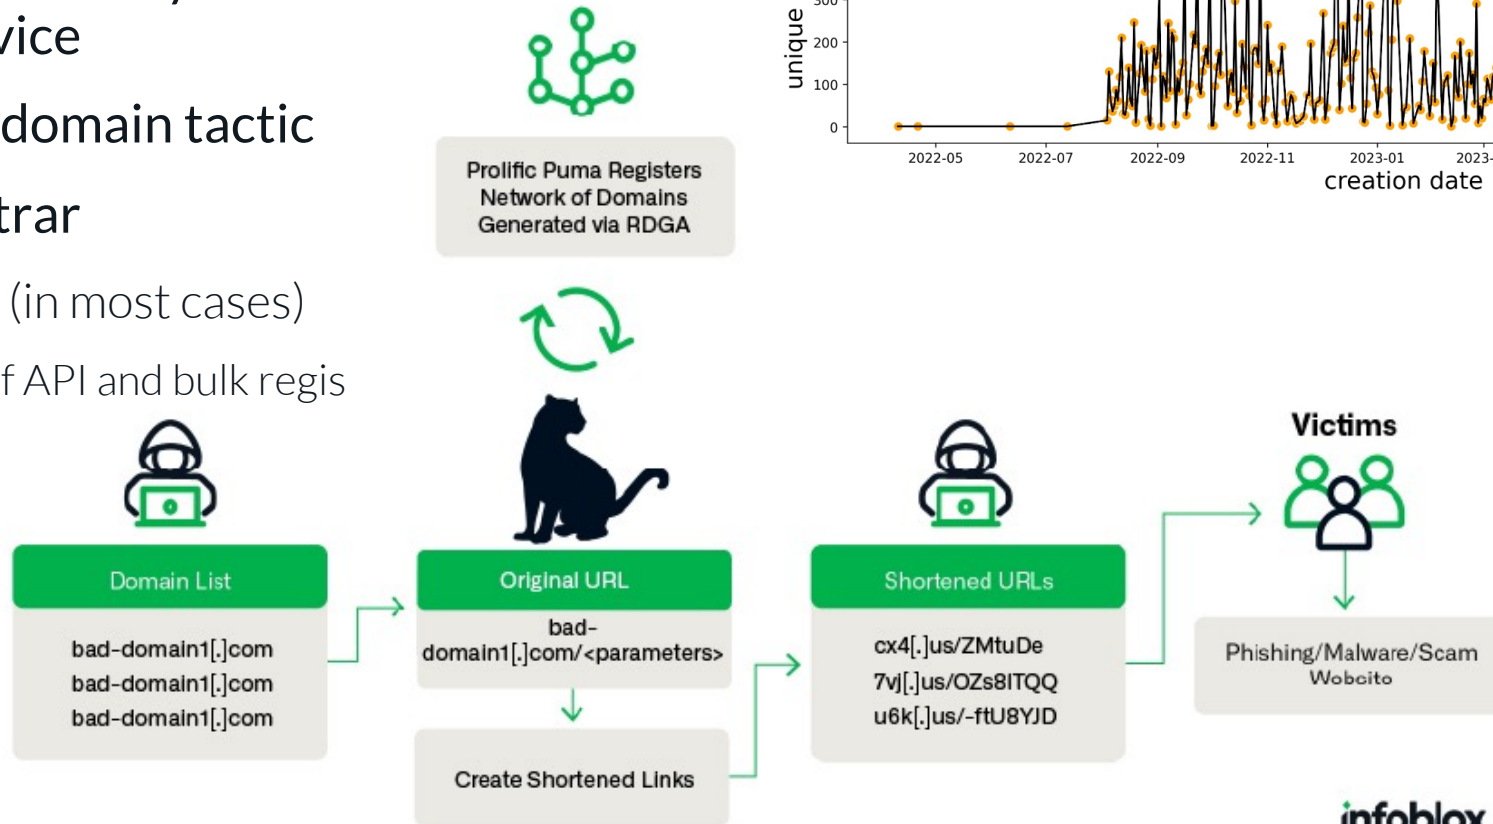 vice
domain tactic
trar
(in most cases)
f API and bulk regis
unique
300
200
100
0
2022-05
2022-07
2022-09
2022-11
2023-01
2023-
creation date
Prolific Puma Registers
Network of Domains
Generated via RDGA
Domain List
bad-domain1[.]com
bad-domain1[.]com
bad-domain1[.]com
Original URL
bad-
domain1[.]com/<parameters>
Create Shortened Links
Shortened URLs
cx4[.]us/ZMtuDe
7vj[.]us/OZs8ITQQ
u6k[.]us/-ftU8YJD
Victims
Phishing/Malware/Scam
Website
infoblox